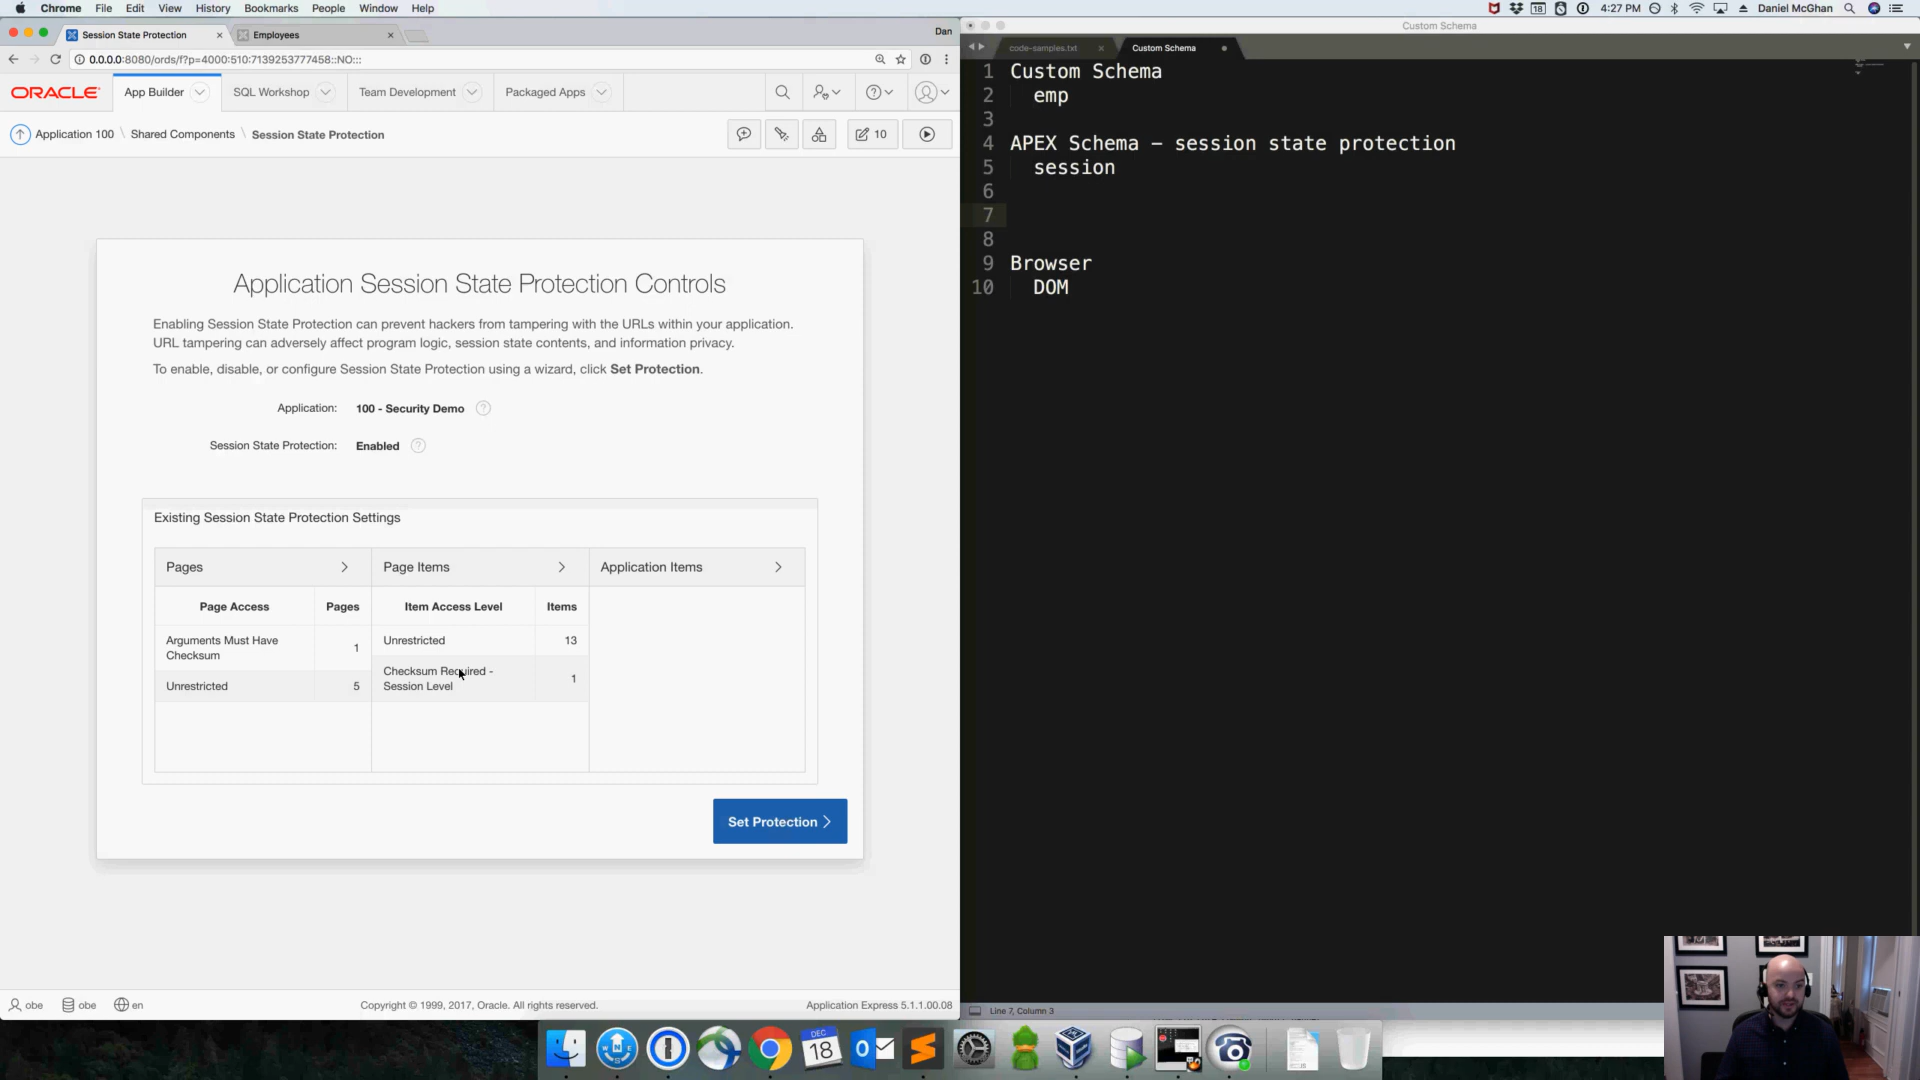 Chrome File Edit View History Bookmarks People Window Help
18 4:27 PM Daniel McGhan
Session State Protection
Employees
Dan
0.0.0.0:8080/ords/f?p=4000:510:7139253777458::NO:::
ORACLE App Builder SQL Workshop Team Development Packaged Apps
Application 100 \ Shared Components \ Session State Protection
10
Application Session State Protection Controls
Enabling Session State Protection can prevent hackers from tampering with the URLs within your application.
URL tampering can adversely affect program logic, session state contents, and information privacy.
To enable, disable, or configure Session State Protection using a wizard, click Set Protection.
Application: 100 - Security Demo
Session State Protection: Enabled
Existing Session State Protection Settings
Pages
Page Access Pages
Arguments Must Have
Checksum
1
Unrestricted 5
Page Items
Item Access Level Items
Unrestricted 13
Checksum Required -
Session Level
1
Application Items
Set Protection
obe obe en
Copyright © 1999, 2017, Oracle. All rights reserved.
Application Express 5.1.1.00.08
Custom Schema
code-samples.txt
Custom Schema
1 Custom Schema
2 emp
3
4 APEX Schema – session state protection
5 session
6
7
8
9 Browser
10 DOM
Line 7, Column 3
DEC
18